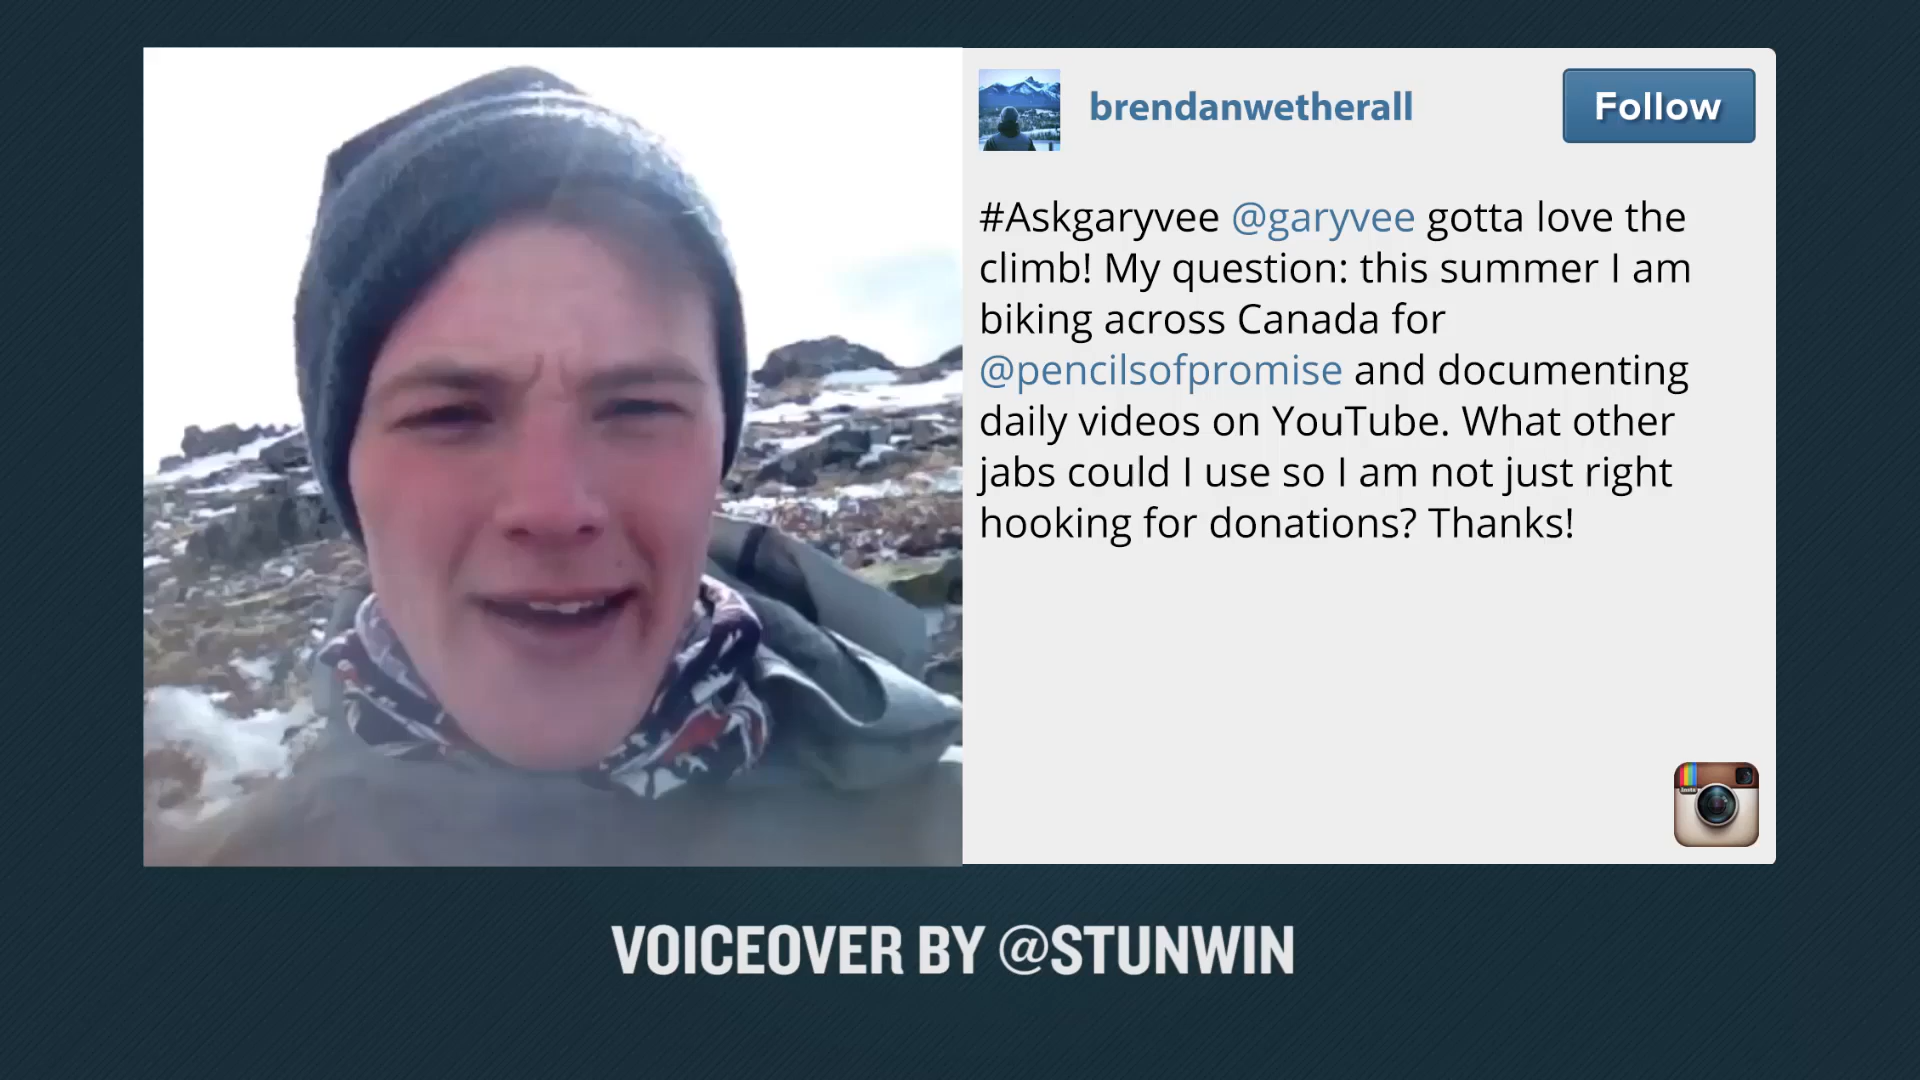 brendanwetherall
Follow
#Askgaryvee @garyvee gotta love the
climb! My question: this summer I am
biking across Canada for
@pencilsofpromise and documenting
daily videos on YouTube. What other
jabs could I use so I am not just right
hooking for donations? Thanks!
VOICEOVER BY @STUNWIN